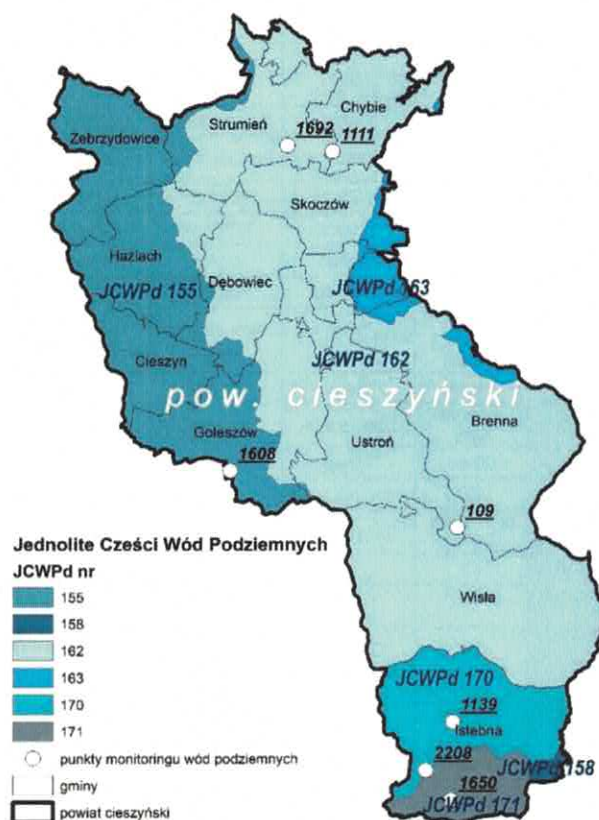 Chybie
Strumień
1692
1111
Zebrzydowice
Skoczów
Hażlach
Dębowiec
JCWPd 155
JCWPd 163
Cieszyn
JCWPd 162
pow. cieszyński
Brenna
Goleszów
Ustroń
1608
109
Jednolite Cześci Wód Podziemnych
JCWPd nr
155
158
162
163
170
171
punkty monitoringu wód podziemnych
gminy
powiat cieszyński
Wisła
JCWPd 170
1139
Istebna
2208
JCWPd 158
1650
JCWPd 171